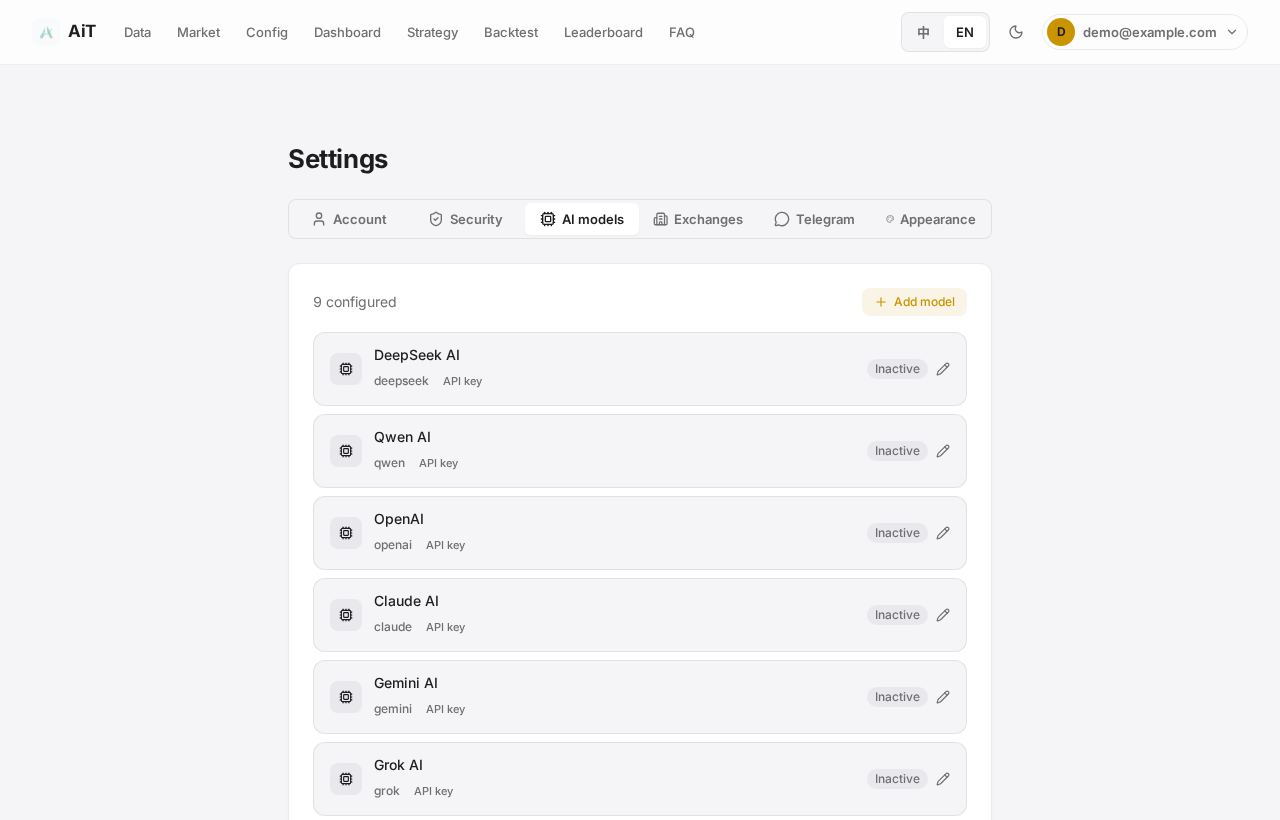 AiT Data Market Config Dashboard Strategy Backtest Leaderboard FAQ 中 EN D demo@example.com
Settings
Account Security AI models Exchanges Telegram Appearance
9 configured Add model
DeepSeek AI
deepseek API key Inactive
Qwen AI
qwen API key Inactive
OpenAI
openai API key Inactive
Claude AI
claude API key Inactive
Gemini AI
gemini API key Inactive
Grok AI
grok API key Inactive